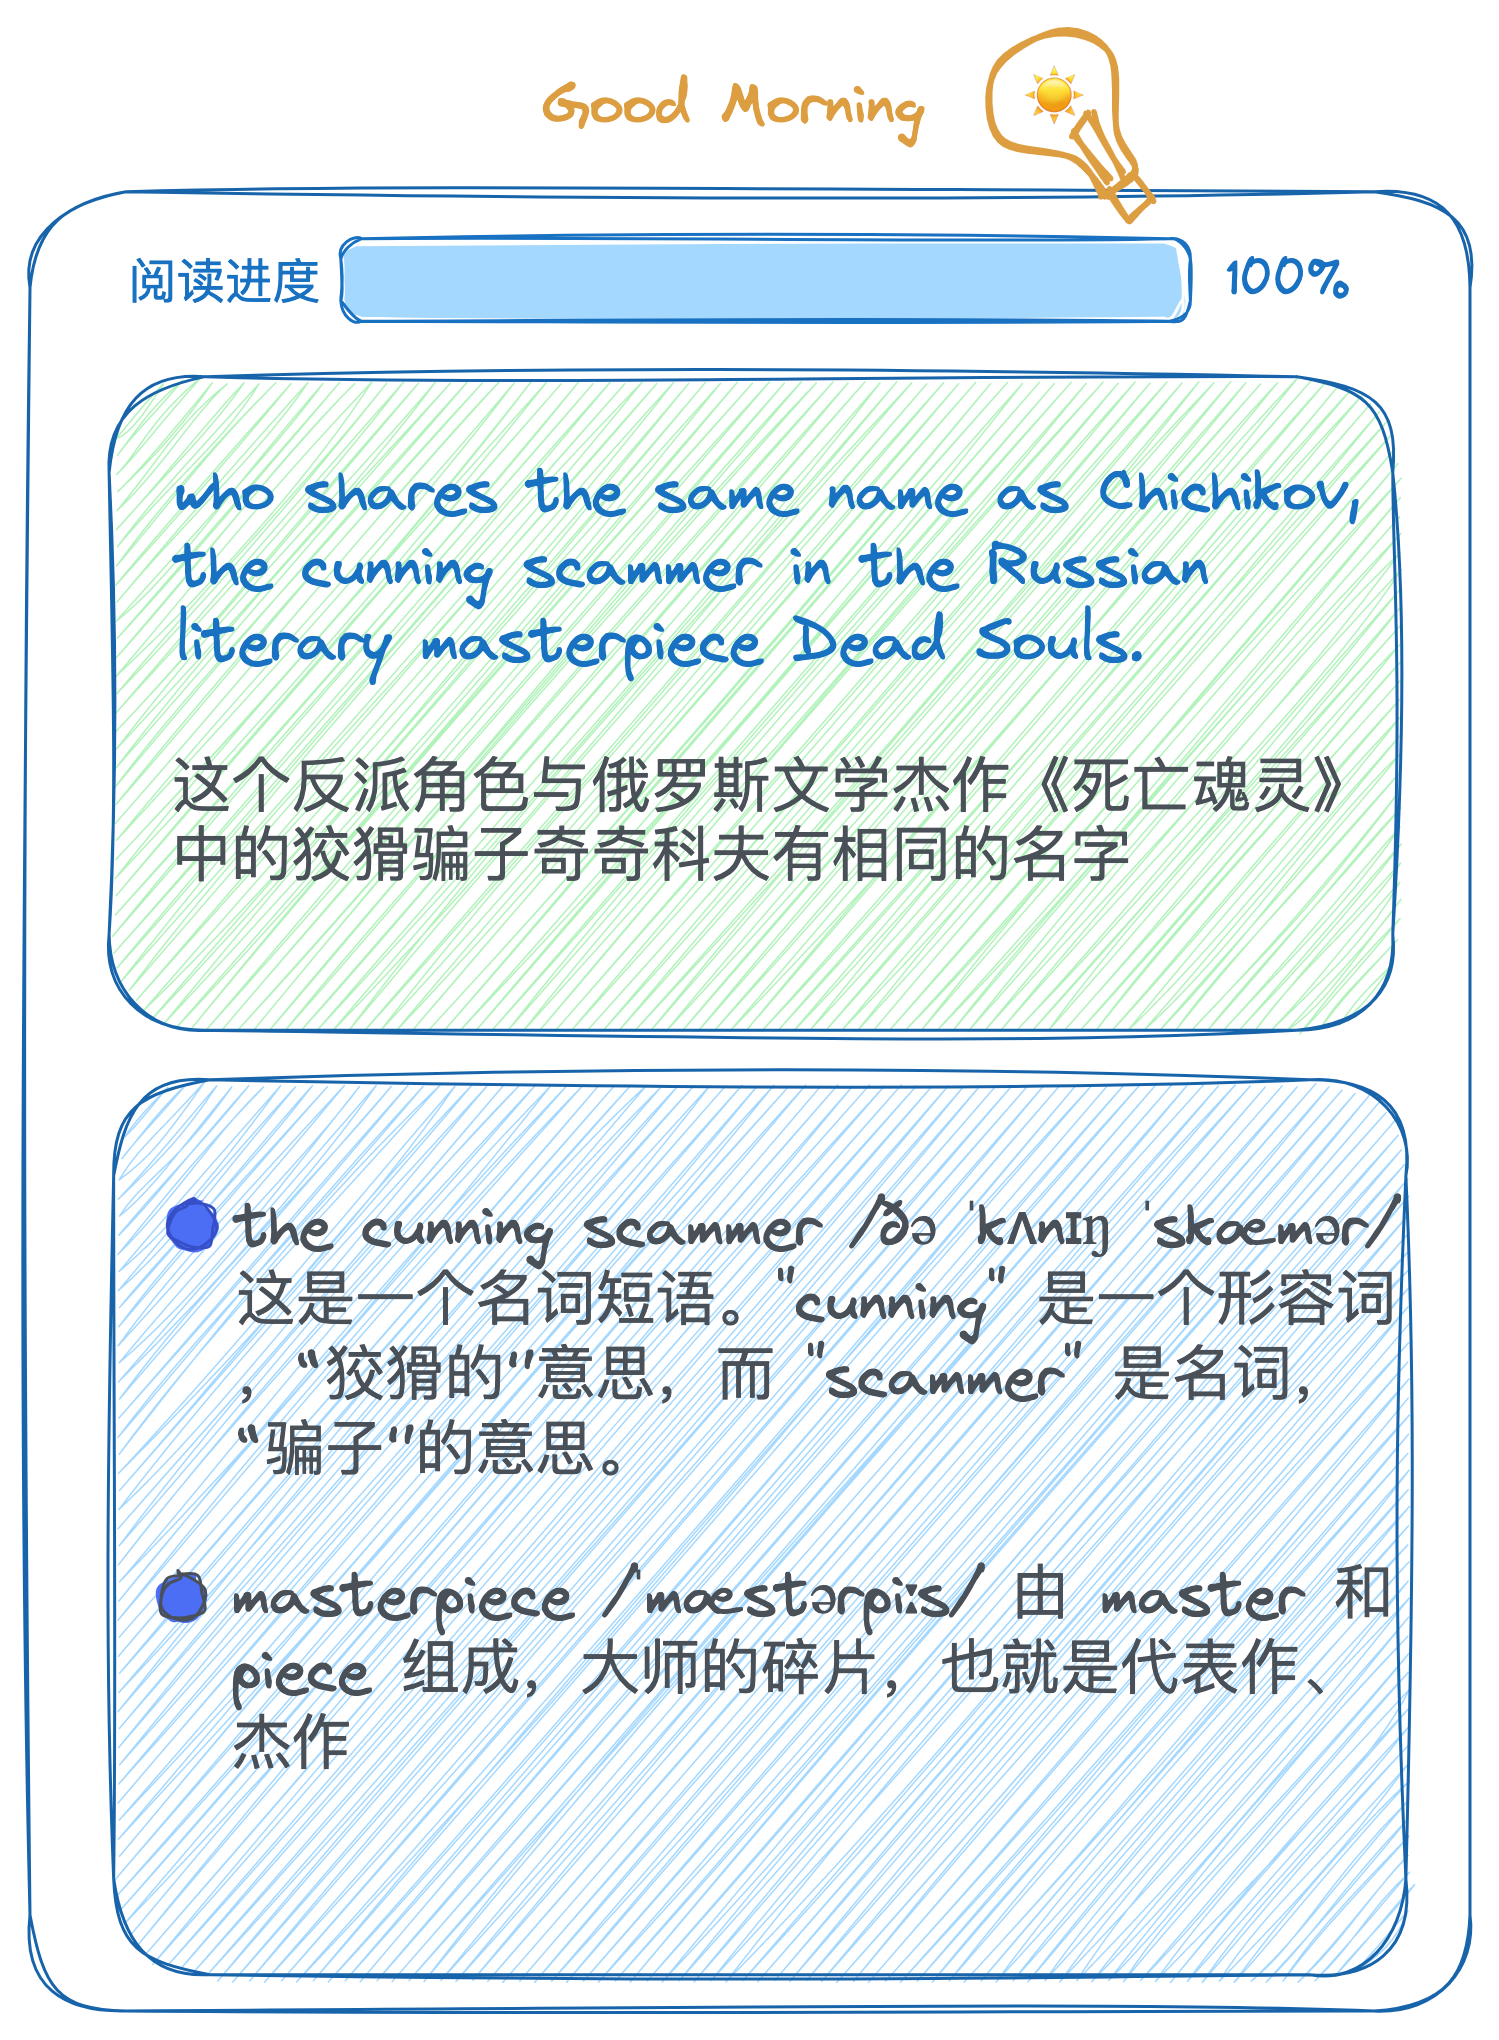 Good Morning
阅读进度 100%
who shares the same name as Chichikov,
the cunning scammer in the Russian
literary masterpiece Dead Souls.
这个反派角色与俄罗斯文学杰作《死亡魂灵》
中的狡猾骗子奇奇科夫有相同的名字
the cunning scammer /ðə ˈkʌnɪŋ ˈskæmər/
这是一个名词短语。"cunning" 是一个形容词
，“狡猾的”意思，而 "scammer" 是名词，
“骗子”的意思。
masterpiece /ˈmæstərpiːs/ 由 master 和
piece 组成，大师的碎片，也就是代表作、
杰作